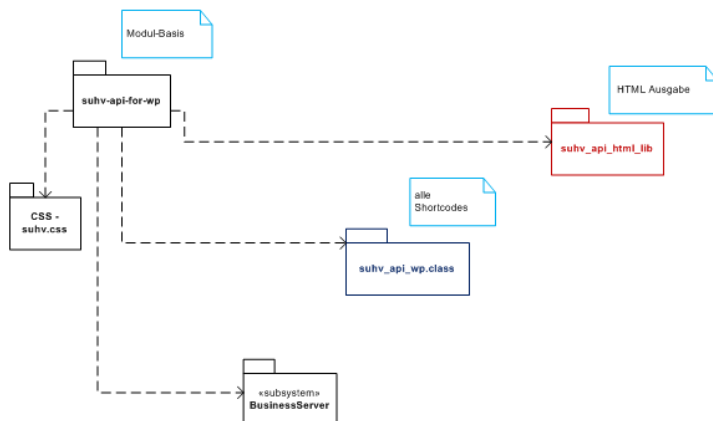 Modul-Basis
suhv-api-for-wp
HTML Ausgabe
suhv_api_html_lib
CSS -
suhv.css
alle
Shortcodes
suhv_api_wp.class
«subsystem»
BusinessServer